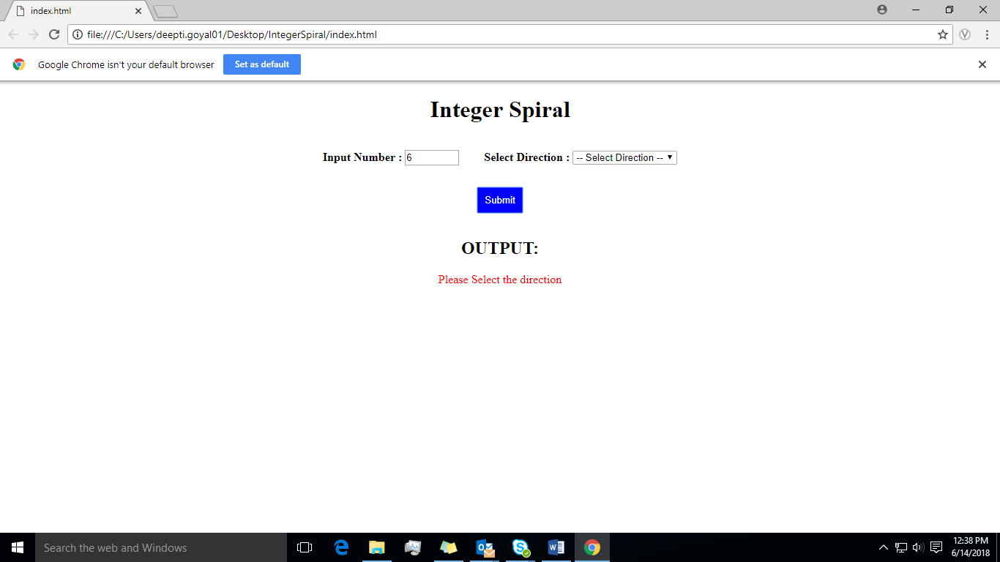 index.html
file:///C:/Users/deepti.goyal01/Desktop/IntegerSpiral/index.html
Google Chrome isn't your default browser Set as default
Integer Spiral
Input Number : 6 Select Direction : -- Select Direction --
Submit
OUTPUT:
Please Select the direction
Search the web and Windows
12:38 PM
6/14/2018